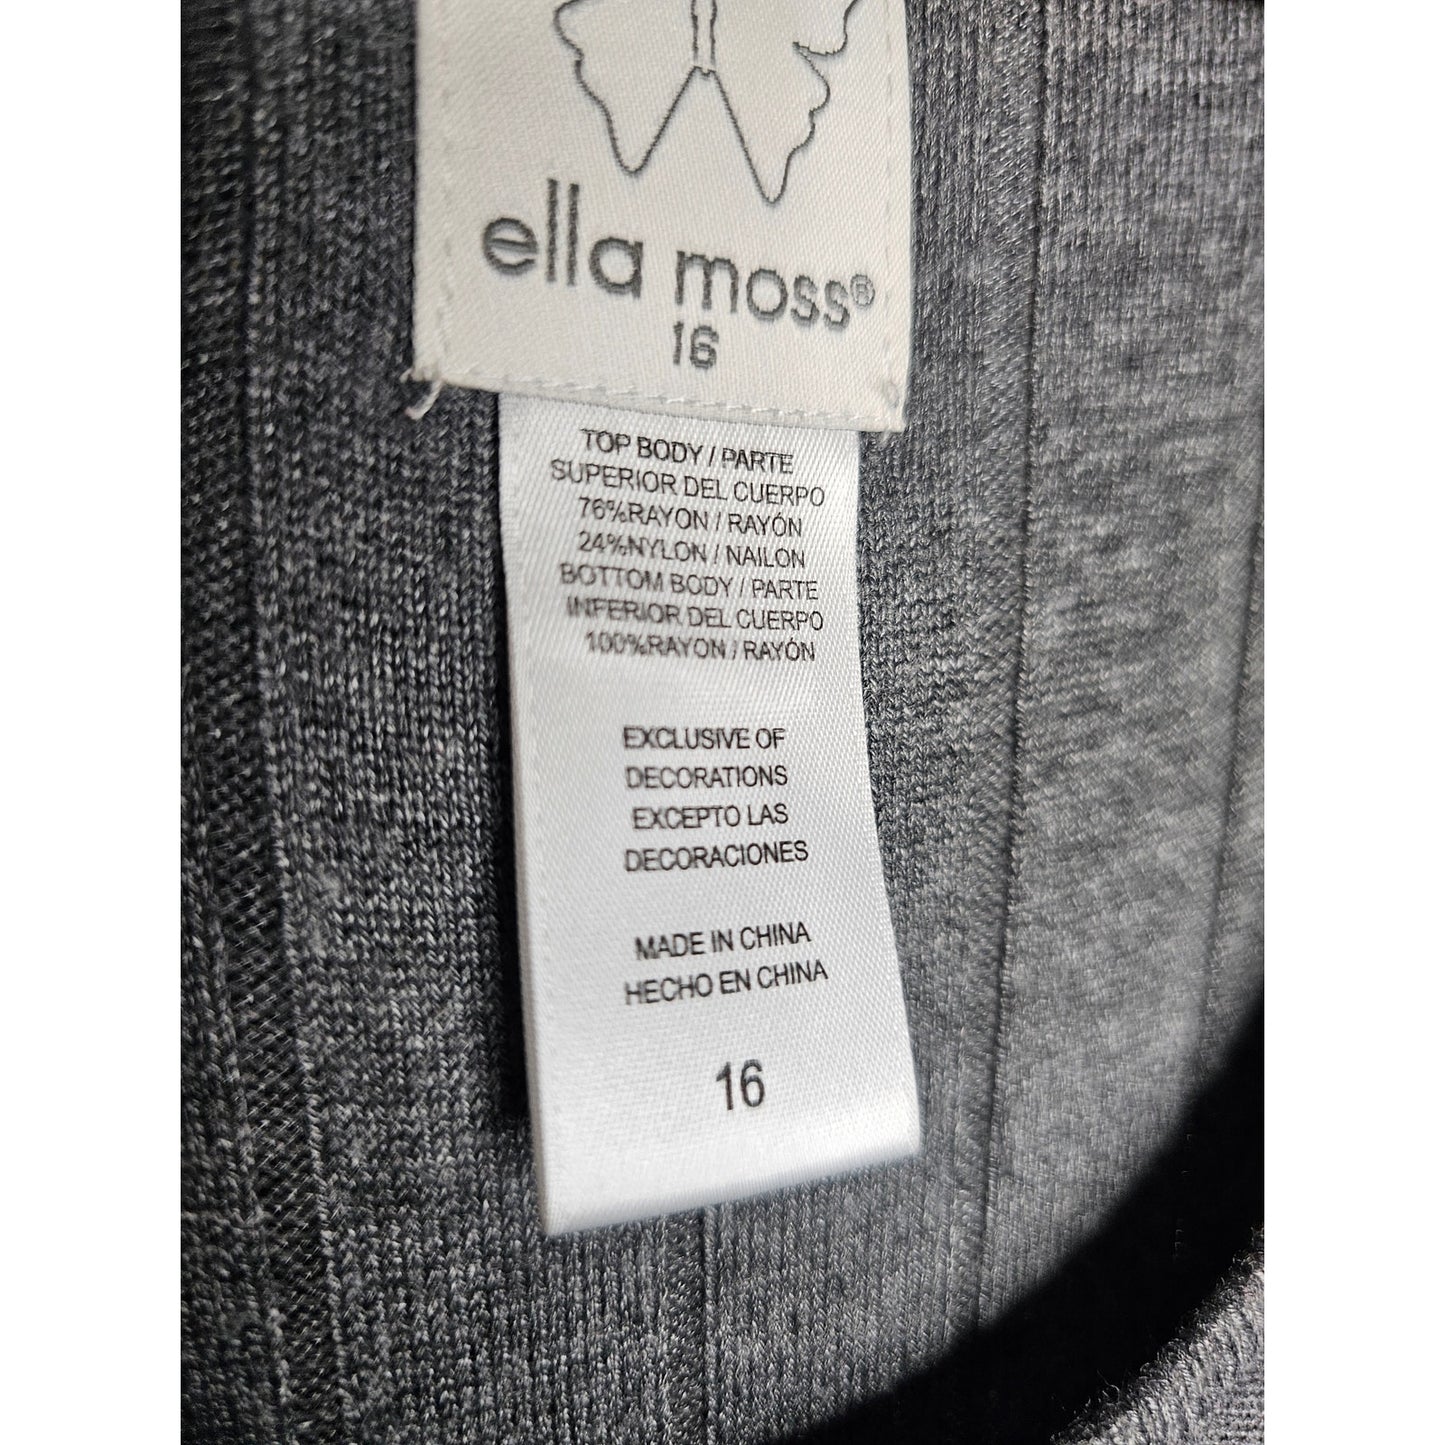 ella moss®
16
TOP BODY / PARTE
SUPERIOR DEL CUERPO
76%RAYON / RAYÓN
24%NYLON / NAILON
BOTTOM BODY / PARTE
INFERIOR DEL CUERPO
100%RAYON / RAYÓN
EXCLUSIVE OF
DECORATIONS
EXCEPTO LAS
DECORACIONES
MADE IN CHINA
HECHO EN CHINA
16